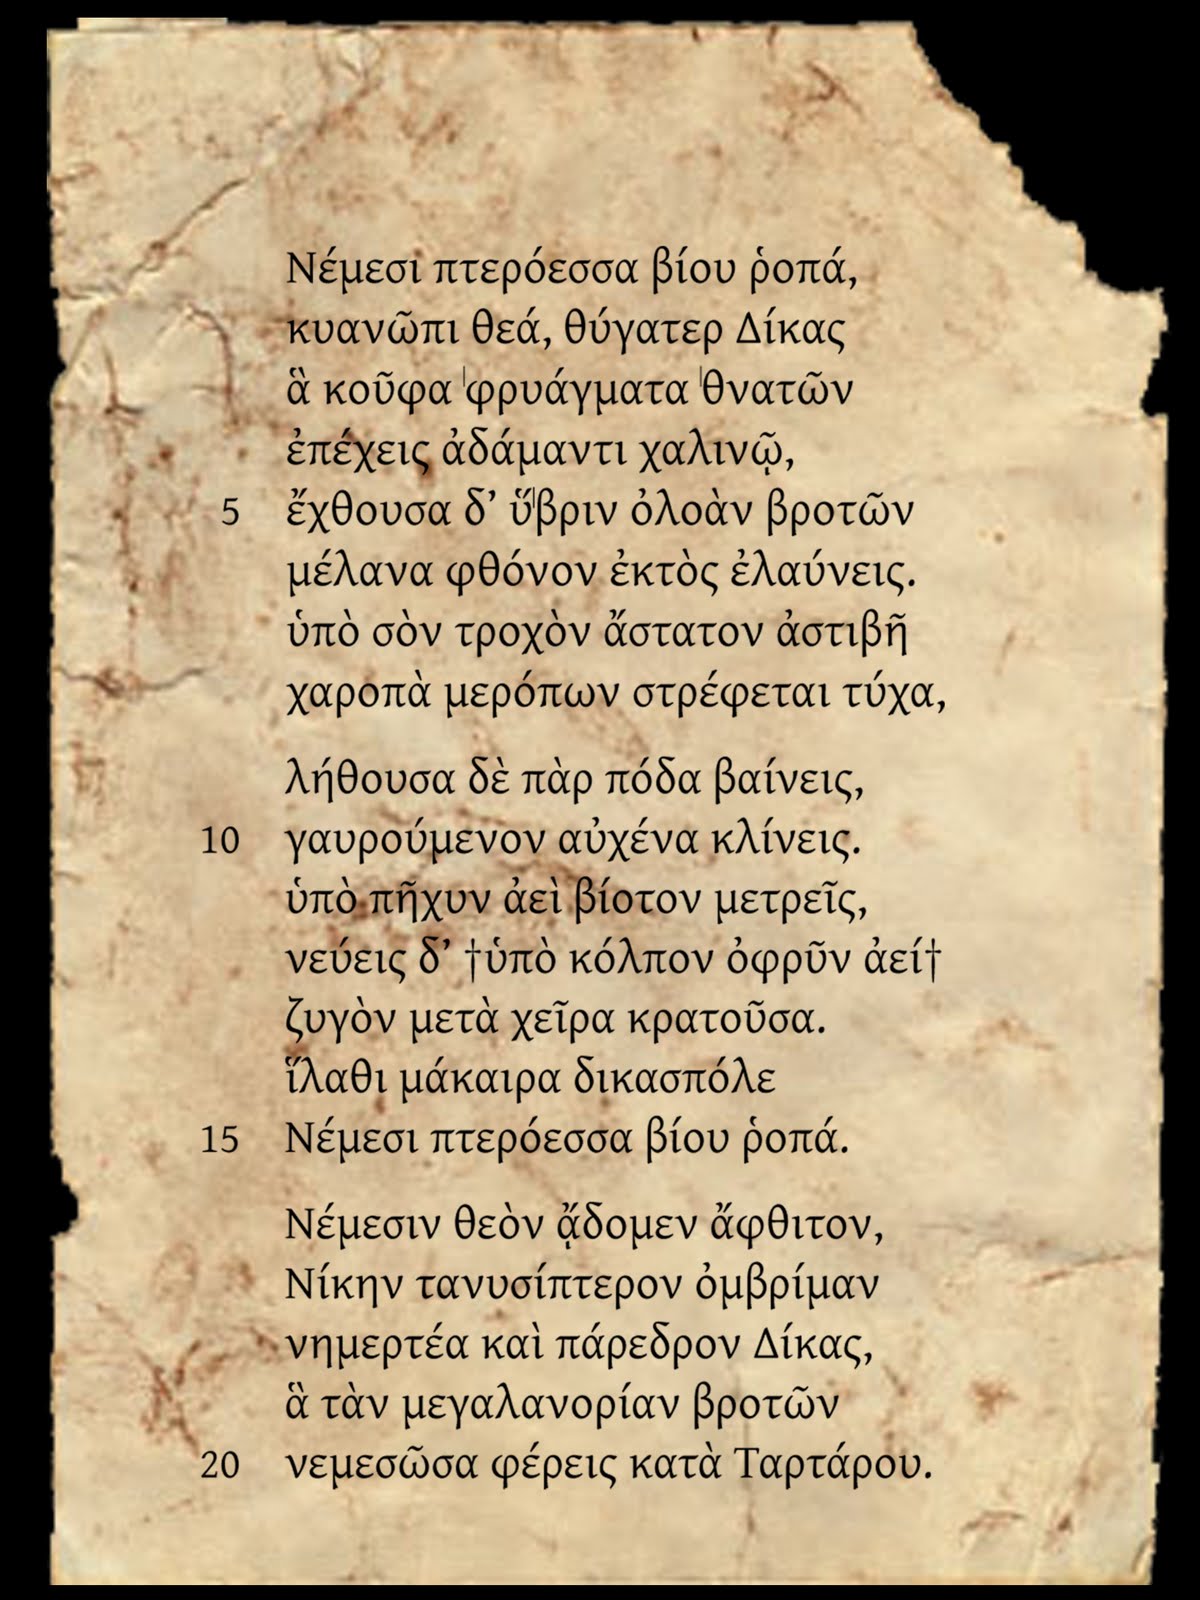 Νέμεσι πτερόεσσα βίου ῥοπά,
κυανῶπι θεά, θύγατερ Δίκας
ἃ κοῦφα φρυάγματα θνατῶν
ἐπέχεις ἀδάμαντι χαλινῷ,
5 ἔχθουσα δ’ ὕβριν ὀλοὰν βροτῶν
μέλανα φθόνον ἐκτὸς ἐλαύνεις.
ὑπὸ σὸν τροχὸν ἄστατον ἀστιβῆ
χαροπὰ μερόπων στρέφεται τύχα,
λήθουσα δὲ πὰρ πόδα βαίνεις,
10 γαυρούμενον αὐχένα κλίνεις.
ὑπὸ πῆχυν ἀεὶ βίοτον μετρεῖς,
νεύεις δ’ †ὑπὸ κόλπον ὀφρῦν ἀεί†
ζυγὸν μετὰ χεῖρα κρατοῦσα.
ἵλαθι μάκαιρα δικασπόλε
15 Νέμεσι πτερόεσσα βίου ῥοπά.
Νέμεσιν θεὸν ᾄδομεν ἄφθιτον,
Νίκην τανυσίπτερον ὀμβρίμαν
νημερτέα καὶ πάρεδρον Δίκας,
ἃ τὰν μεγαλανορίαν βροτῶν
20 νεμεσῶσα φέρεις κατὰ Ταρτάρου.